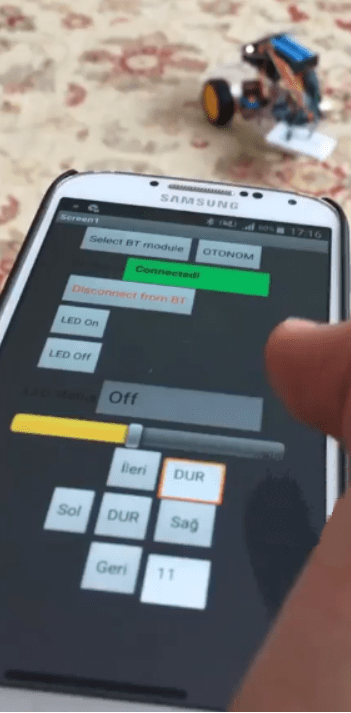 SAMSUNG
Screen1
60% 17:16
Select BT module OTONOM
Connected!
Disconnect from BT
LED On
LED Off
LED Status Off
İleri DUR
Sol DUR Sağ
Geri 11